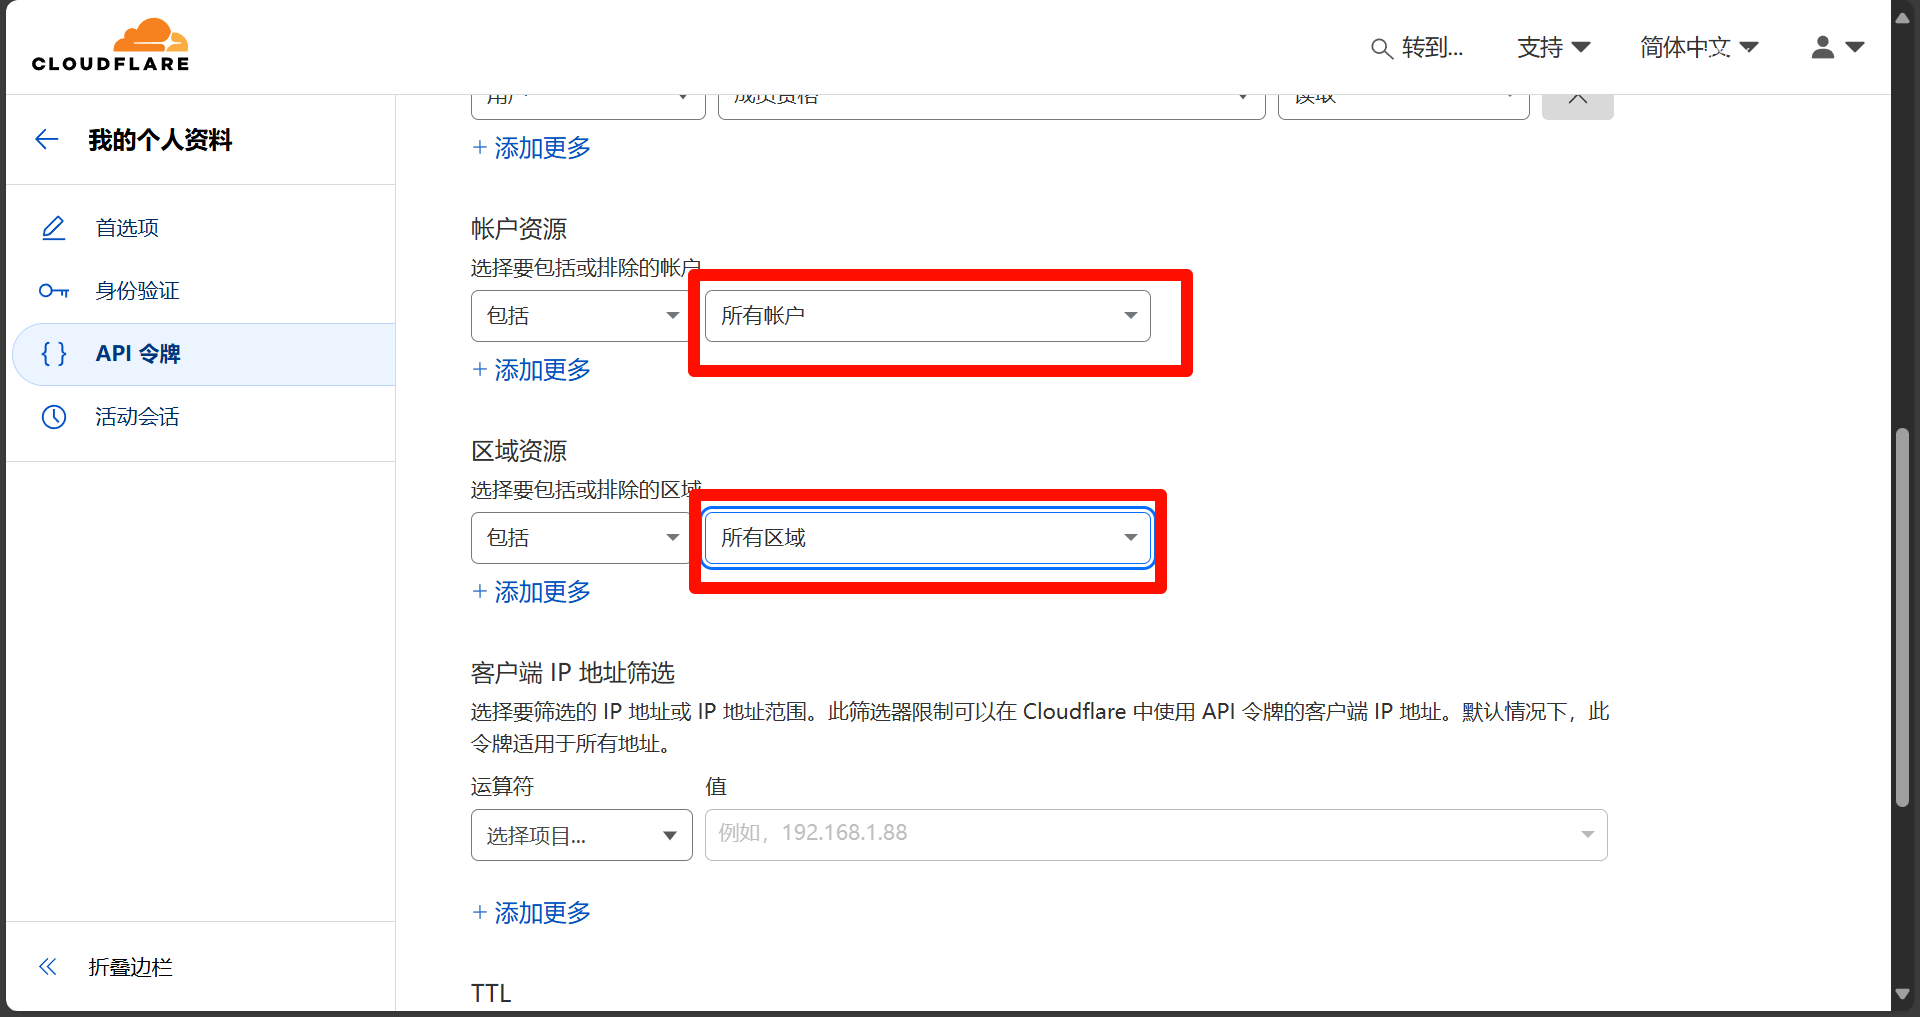 CLOUDFLARE
转到...
支持
简体中文
我的个人资料
首选项
身份验证
API 令牌
活动会话
折叠边栏
用户
成员资格
读取
+ 添加更多
帐户资源
选择要包括或排除的帐户
包括
所有帐户
+ 添加更多
区域资源
选择要包括或排除的区域
包括
所有区域
+ 添加更多
客户端 IP 地址筛选
选择要筛选的 IP 地址或 IP 地址范围。此筛选器限制可以在 Cloudflare 中使用 API 令牌的客户端 IP 地址。默认情况下，此
令牌适用于所有地址。
运算符
值
选择项目...
例如，192.168.1.88
+ 添加更多
TTL